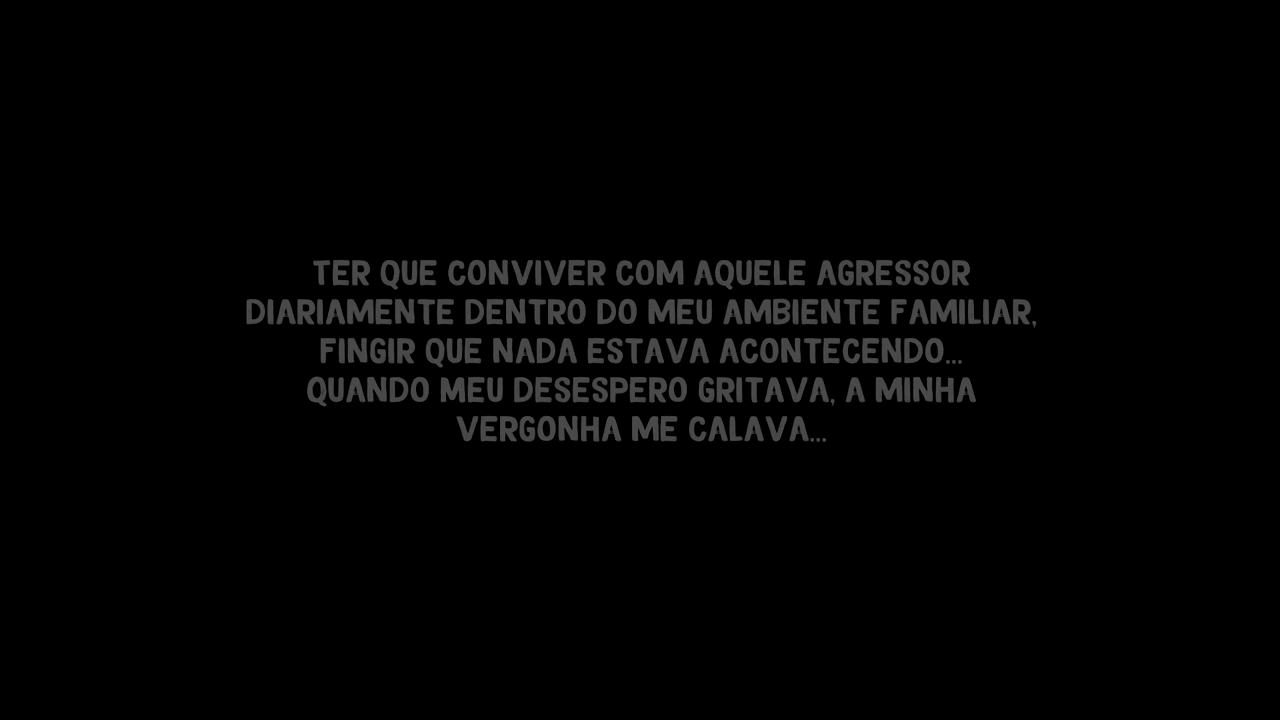 TER QUE CONVIVER COM AQUELE AGRESSOR
DIARIAMENTE DENTRO DO MEU AMBIENTE FAMILIAR,
FINGIR QUE NADA ESTAVA ACONTECENDO...
QUANDO MEU DESESPERO GRITAVA, A MINHA
VERGONHA ME CALAVA...